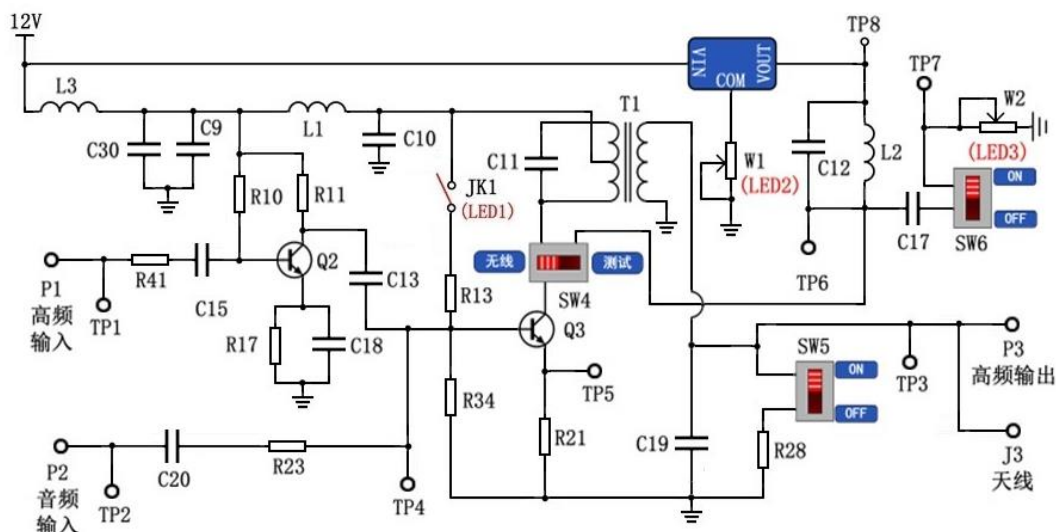 12V
L3
C30
C9
L1
C10
R10
R11
JK1
(LED1)
C11
T1
VIN
COM
VOUT
TP8
W1
(LED2)
C12
L2
TP7
W2
(LED3)
ON
OFF
SW6
C17
TP6
P1
高频
输入
TP1
R41
C15
Q2
C13
R17
C18
R13
无线
测试
SW4
Q3
TP5
R34
R21
SW5
ON
OFF
TP3
P3
高频输出
J3
天线
C19
R28
P2
音频
输入
TP2
C20
R23
TP4